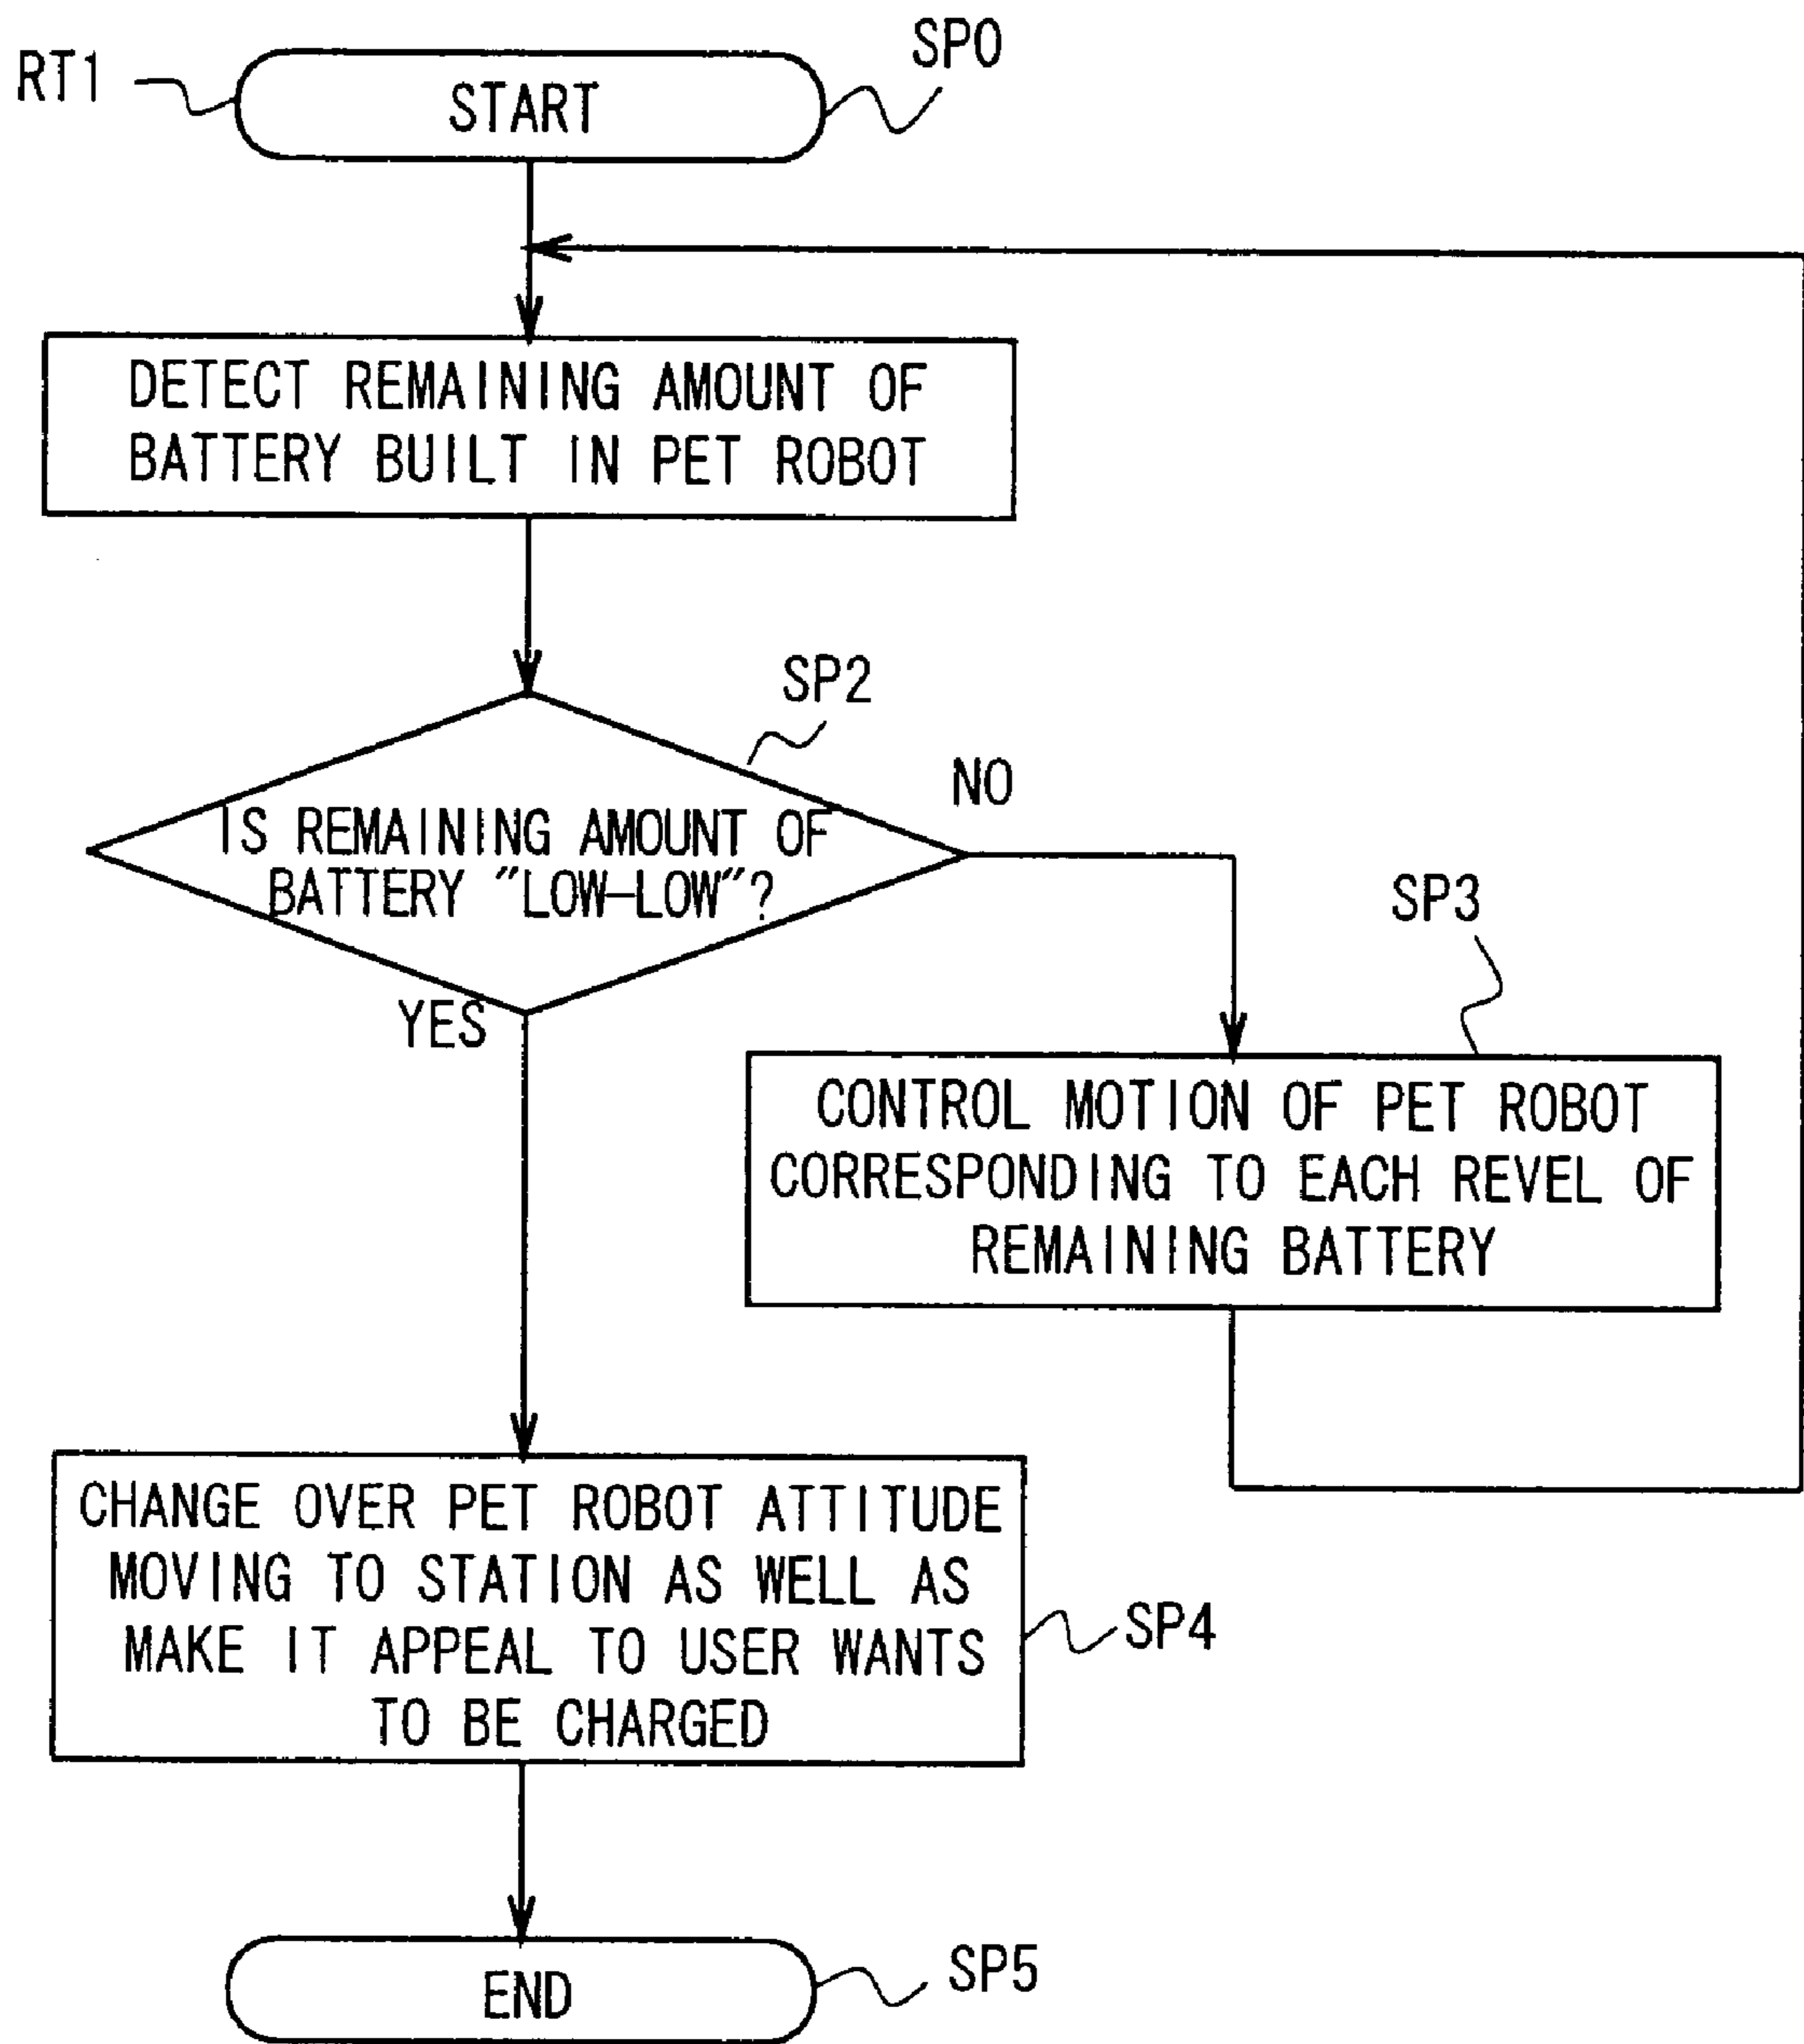 RT1
START
SP0
DETECT REMAINING AMOUNT OF
BATTERY BUILT IN PET ROBOT
SP2
IS REMAINING AMOUNT OF
BATTERY "LOW-LOW"?
NO
YES
SP3
CONTROL MOTION OF PET ROBOT
CORRESPONDING TO EACH REVEL OF
REMAINING BATTERY
CHANGE OVER PET ROBOT ATTITUDE
MOVING TO STATION AS WELL AS
MAKE IT APPEAL TO USER WANTS
TO BE CHARGED
SP4
END
SP5